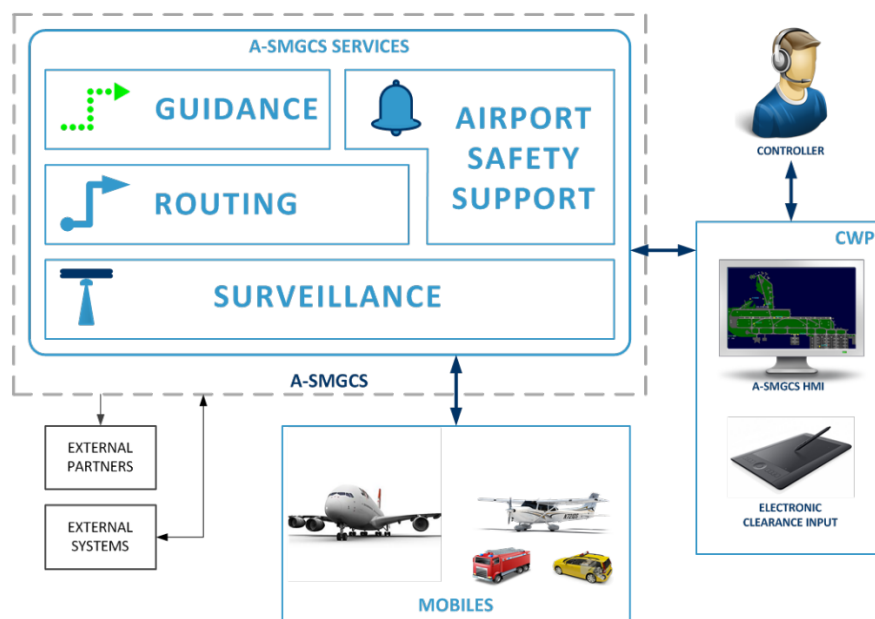 A-SMGCS SERVICES
GUIDANCE
AIRPORT
SAFETY
SUPPORT
ROUTING
SURVEILLANCE
A-SMGCS
CONTROLLER
CWP
A-SMGCS HMI
ELECTRONIC
CLEARANCE INPUT
EXTERNAL
PARTNERS
EXTERNAL
SYSTEMS
MOBILES